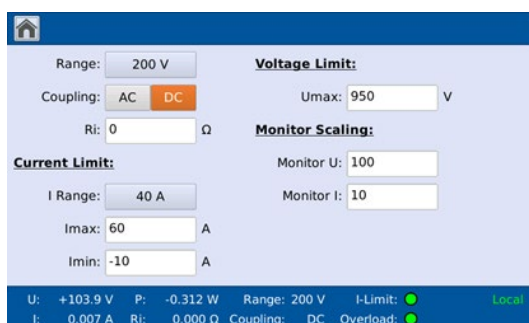 Range: 200 V
Coupling: AC DC
Ri: 0 Ω
Current Limit:
I Range: 40 A
Imax: 60 A
Imin: -10 A
Voltage Limit:
Umax: 950 V
Monitor Scaling:
Monitor U: 100
Monitor I: 10
U: +103.9 V P: -0.312 W Range: 200 V I-Limit: Local
I: 0.007 A Ri: 0.000 Ω Coupling: DC Overload: